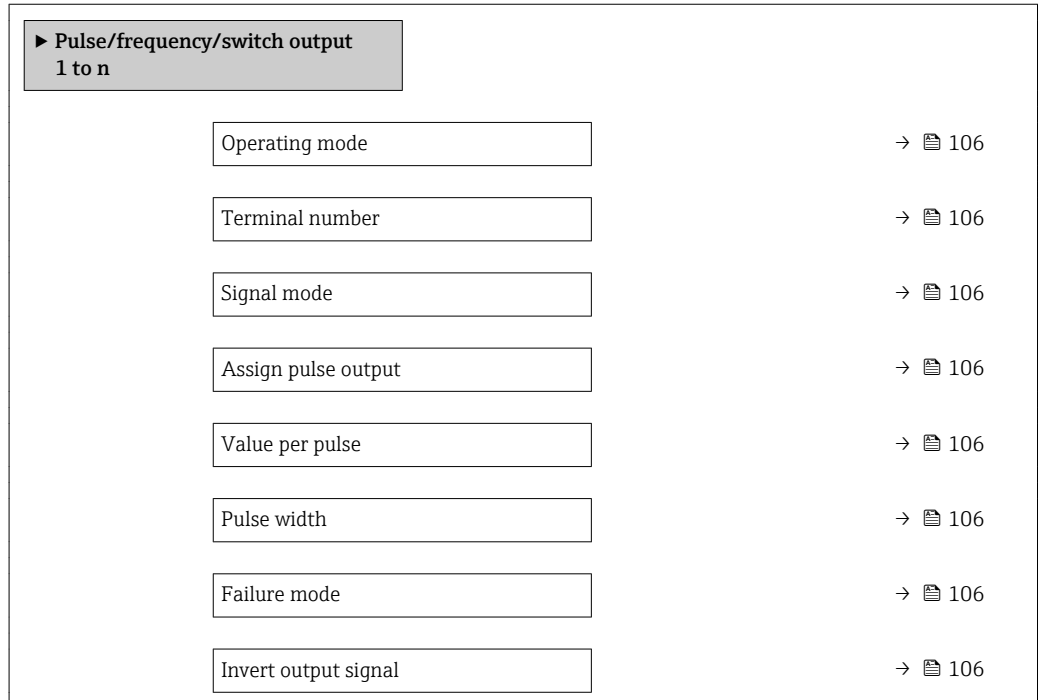 ▶ Pulse/frequency/switch output
1 to n
Operating mode → 106
Terminal number → 106
Signal mode → 106
Assign pulse output → 106
Value per pulse → 106
Pulse width → 106
Failure mode → 106
Invert output signal → 106